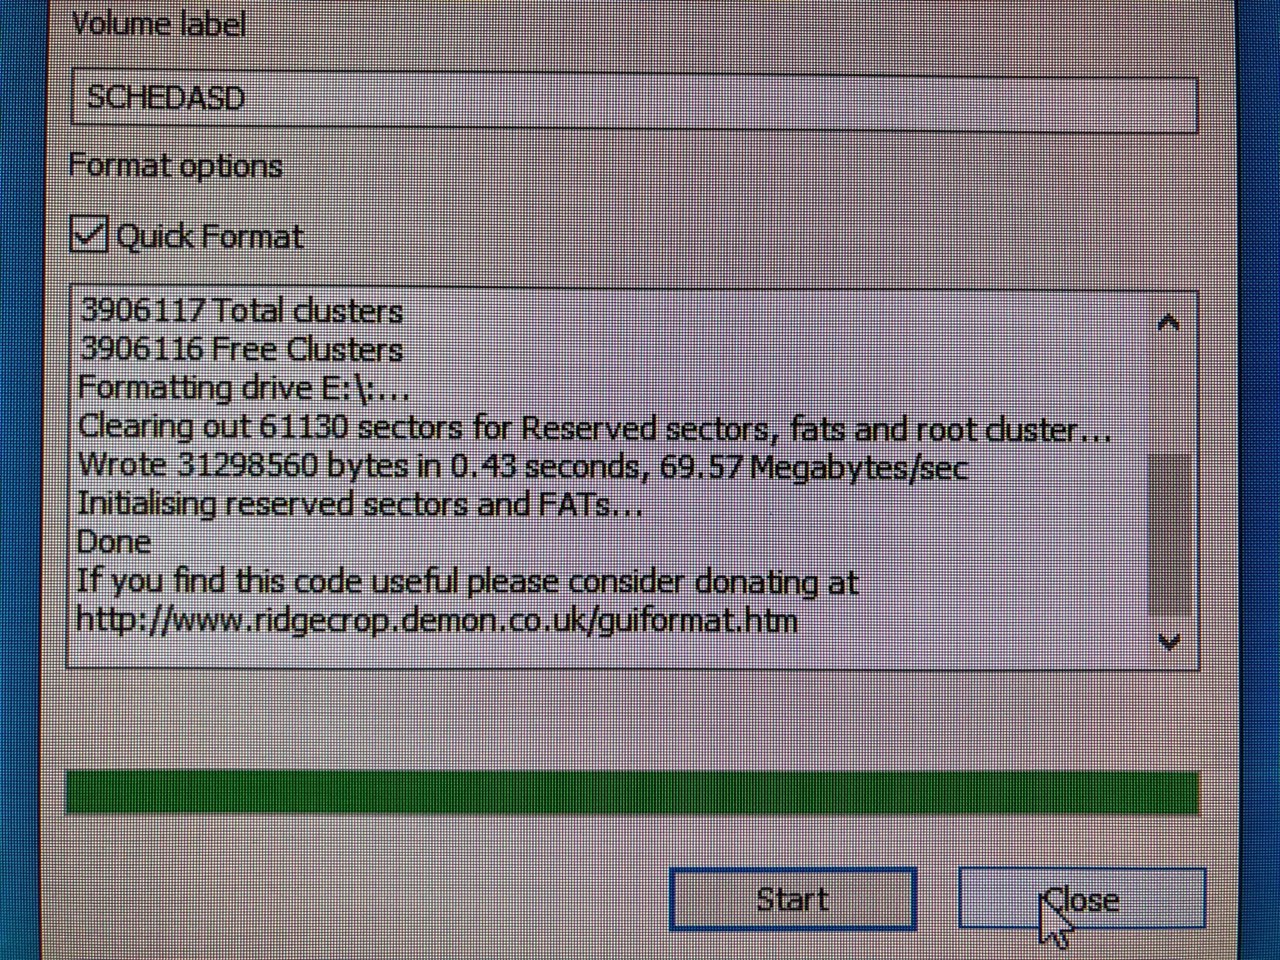 Volume label
SCHEDASD
Format options
Quick Format
3906117 Total clusters
3906116 Free Clusters
Formatting drive E:\:...
Clearing out 61130 sectors for Reserved sectors, fats and root cluster...
Wrote 31298560 bytes in 0.43 seconds, 69.57 Megabytes/sec
Initialising reserved sectors and FATs...
Done
If you find this code useful please consider donating at
http://www.ridgecrop.demon.co.uk/guiformat.htm
Start
Close